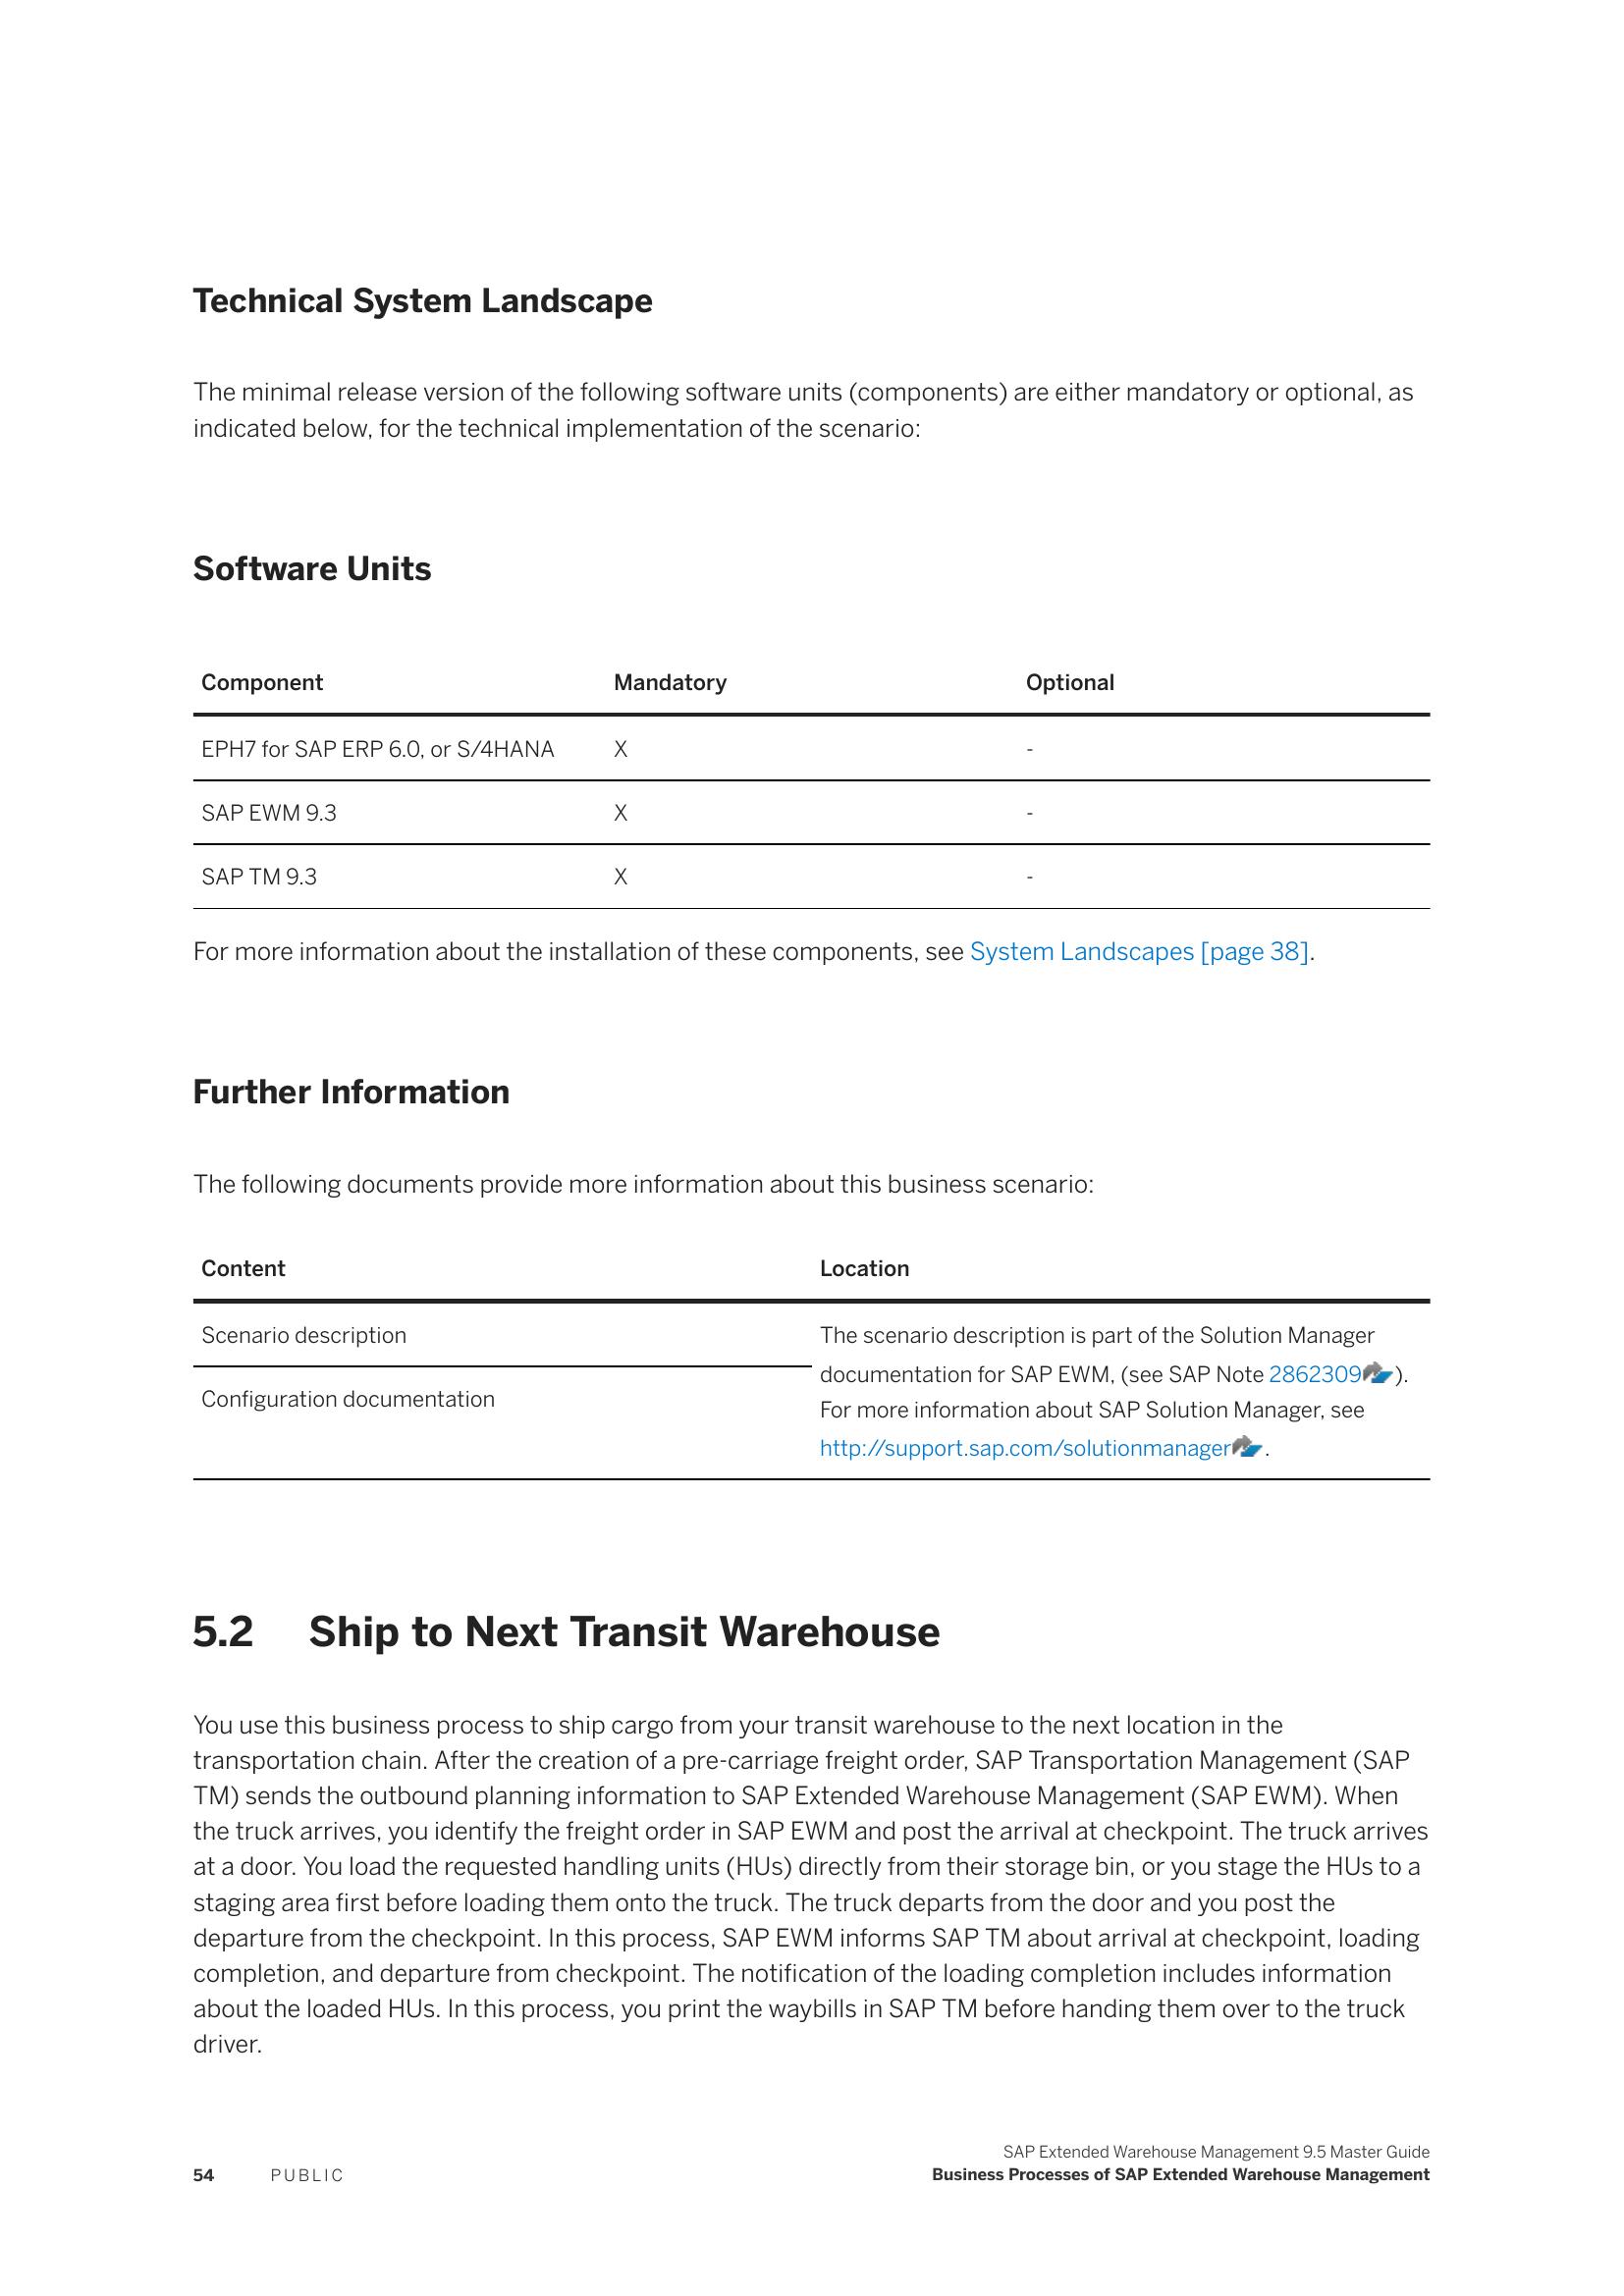 Technical System Landscape
The minimal release version of the following software units (components) are either mandatory or optional, as
indicated below, for the technical implementation of the scenario:
Software Units
Component Mandatory Optional
EPH7 for SAP ERP 6.0, or S/4HANA X -
SAP EWM 9.3 X -
SAP TM 9.3 X -
For more information about the installation of these components, see System Landscapes [page 38].
Further Information
The following documents provide more information about this business scenario:
Content Location
Scenario description
Configuration documentation
The scenario description is part of the Solution Manager
documentation for SAP EWM, (see SAP Note 2862309).
For more information about SAP Solution Manager, see
http://support.sap.com/solutionmanager.
5.2 Ship to Next Transit Warehouse
You use this business process to ship cargo from your transit warehouse to the next location in the
transportation chain. After the creation of a pre-carriage freight order, SAP Transportation Management (SAP
TM) sends the outbound planning information to SAP Extended Warehouse Management (SAP EWM). When
the truck arrives, you identify the freight order in SAP EWM and post the arrival at checkpoint. The truck arrives
at a door. You load the requested handling units (HUs) directly from their storage bin, or you stage the HUs to a
staging area first before loading them onto the truck. The truck departs from the door and you post the
departure from the checkpoint. In this process, SAP EWM informs SAP TM about arrival at checkpoint, loading
completion, and departure from checkpoint. The notification of the loading completion includes information
about the loaded HUs. In this process, you print the waybills in SAP TM before handing them over to the truck
driver.
54 PUBLIC
SAP Extended Warehouse Management 9.5 Master Guide
Business Processes of SAP Extended Warehouse Management